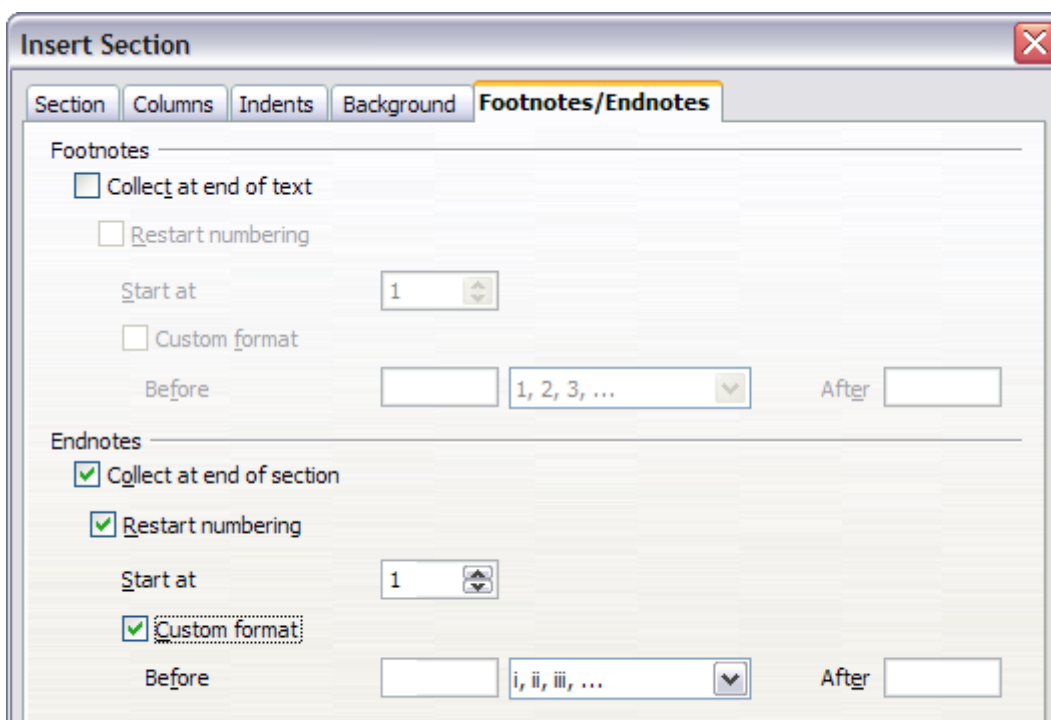 Insert Section
Section Columns Indents Background Footnotes/Endnotes
Footnotes
Collect at end of text
Restart numbering
Start at 1
Custom format
Before 1, 2, 3, ... After
Endnotes
Collect at end of section
Restart numbering
Start at 1
Custom format
Before i, ii, iii, ... After